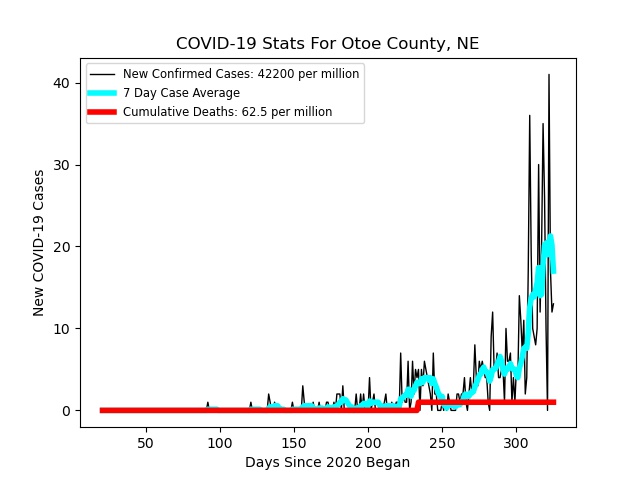 COVID-19 Stats For Otoe County, NE
New Confirmed Cases: 42200 per million
7 Day Case Average
Cumulative Deaths: 62.5 per million
New COVID-19 Cases
40
30
20
10
0
50 100 150 200 250 300
Days Since 2020 Began